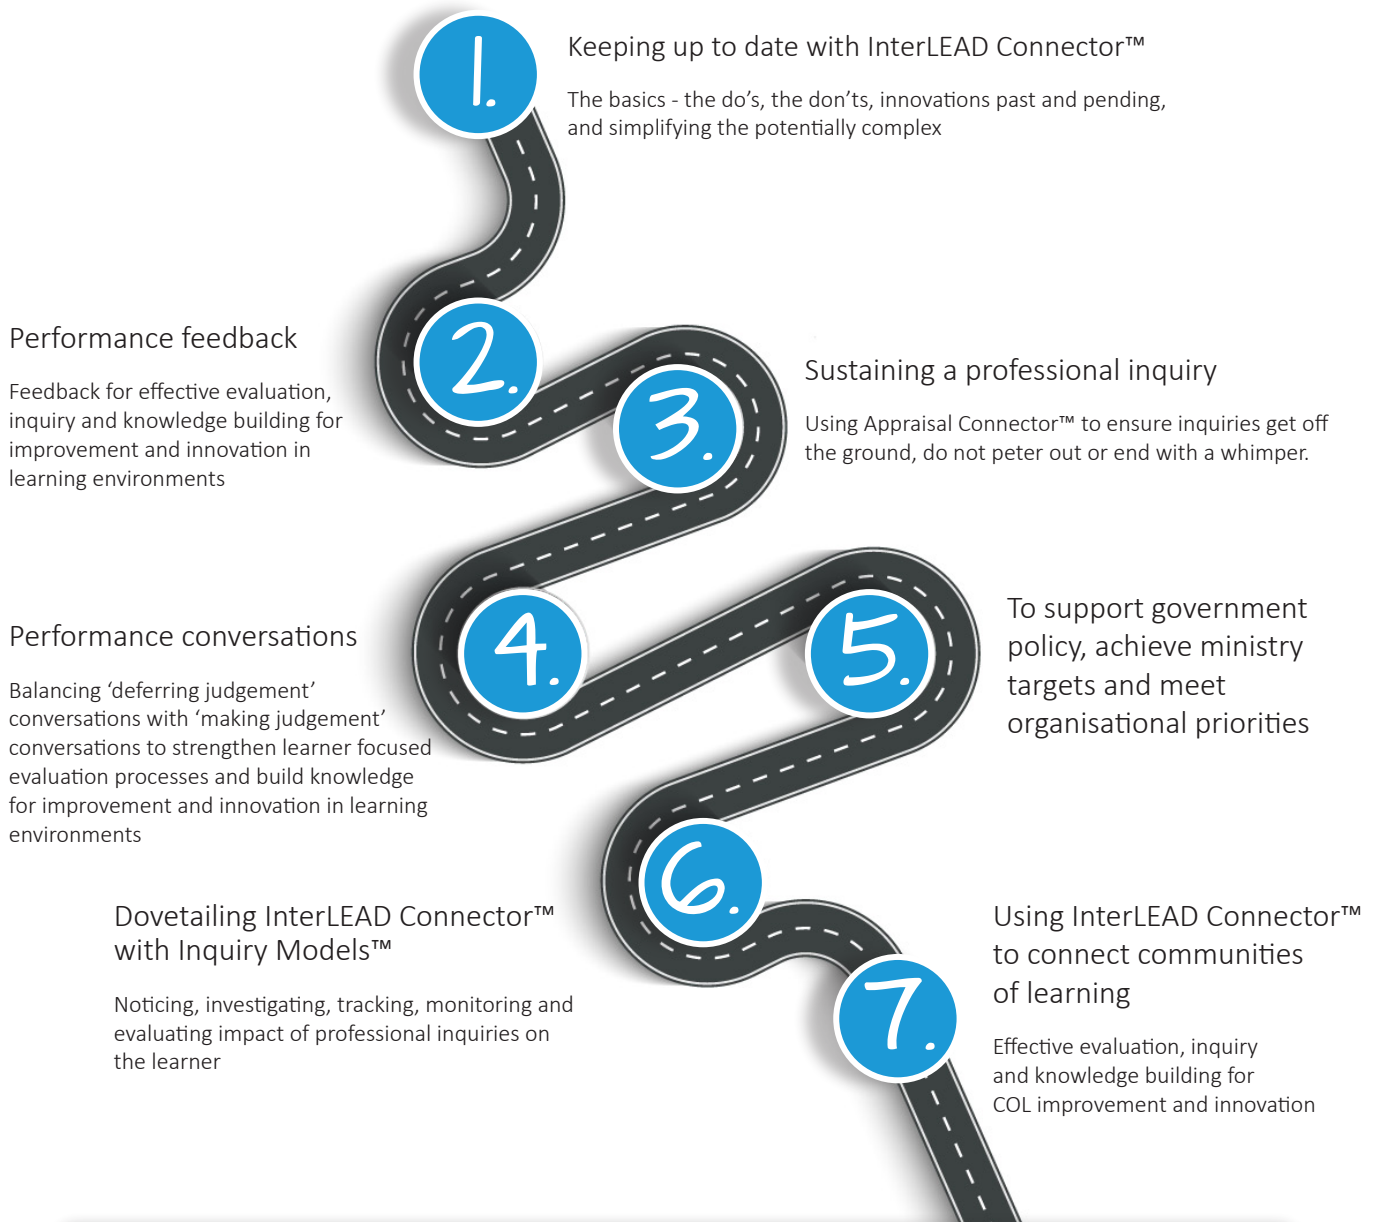 1.
Keeping up to date with InterLEAD Connector™
The basics - the do’s, the don’ts, innovations past and pending,
and simplifying the potentially complex
2.
Performance feedback
Feedback for effective evaluation,
inquiry and knowledge building for
improvement and innovation in
learning environments
3.
Sustaining a professional inquiry
Using Appraisal Connector™ to ensure inquiries get off
the ground, do not peter out or end with a whimper.
4.
Performance conversations
Balancing ‘deferring judgement’
conversations with ‘making judgement’
conversations to strengthen learner focused
evaluation processes and build knowledge
for improvement and innovation in learning
environments
5.
To support government
policy, achieve ministry
targets and meet
organisational priorities
6.
Dovetailing InterLEAD Connector™
with Inquiry Models™
Noticing, investigating, tracking, monitoring and
evaluating impact of professional inquiries on
the learner
7.
Using InterLEAD Connector™
to connect communities
of learning
Effective evaluation, inquiry
and knowledge building for
COL improvement and innovation